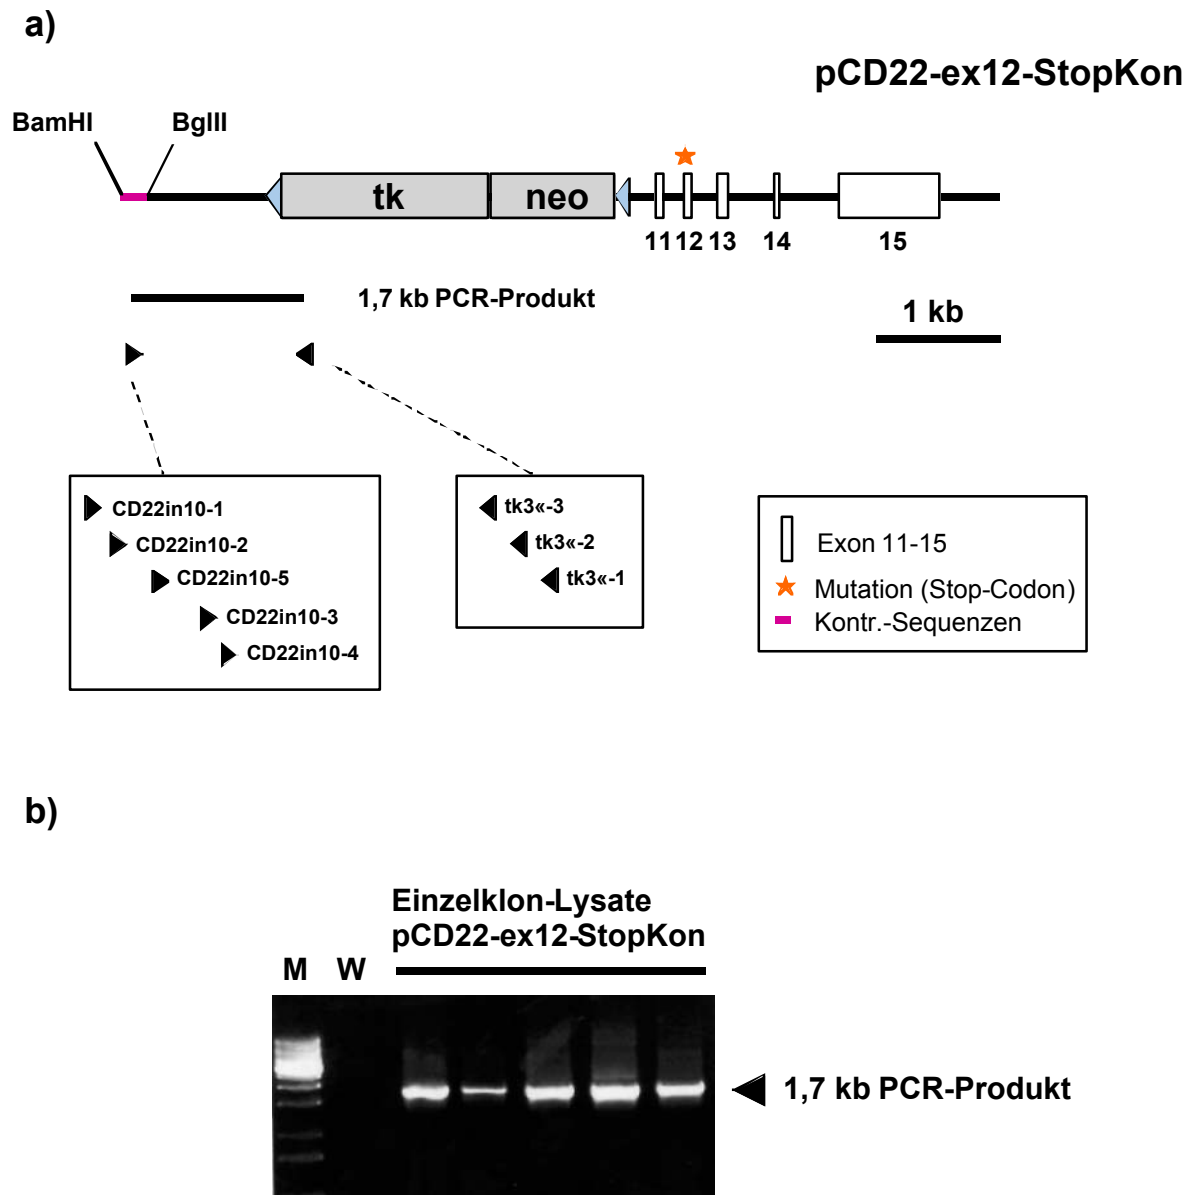 a)
pCD22-ex12-StopKon
BamHI BglII
tk neo
11 12 13 14 15
1,7 kb PCR-Produkt
1 kb
CD22in10-1
CD22in10-2
CD22in10-5
CD22in10-3
CD22in10-4
tk3«-3
tk3«-2
tk3«-1
Exon 11-15
Mutation (Stop-Codon)
Kontr.-Sequenzen
b)
Einzelklon-Lysate
pCD22-ex12-StopKon
M W
1,7 kb PCR-Produkt